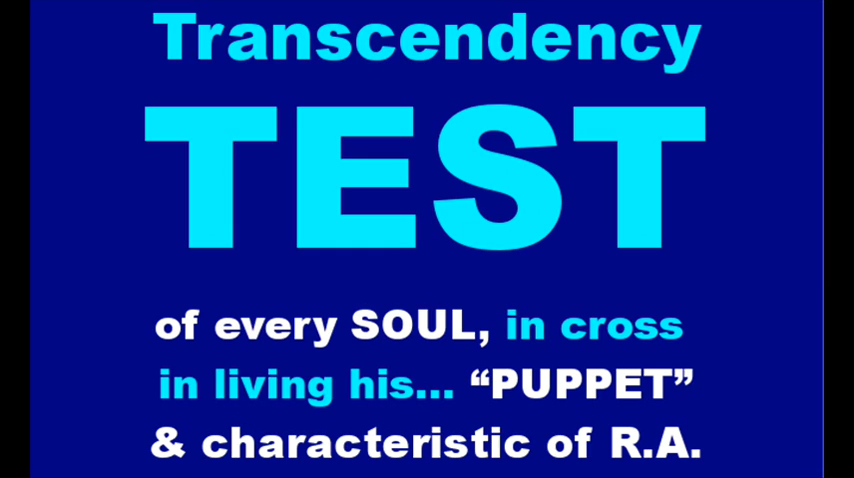 Transcendency
TEST
of every SOUL, in cross
in living his... “PUPPET”
& characteristic of R.A.